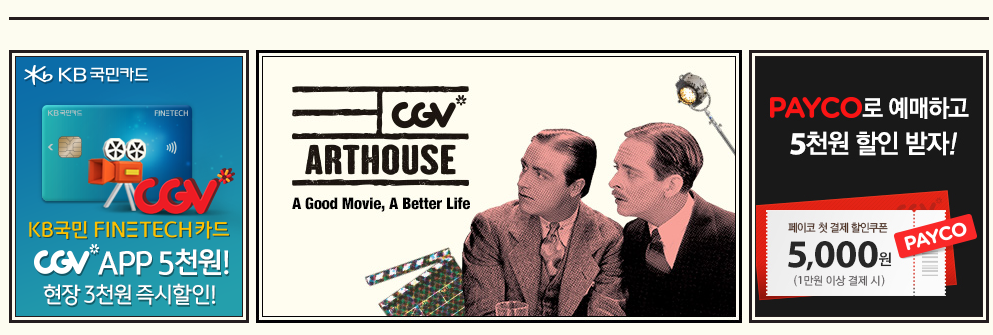 KB 국민카드
KB국민카드 FINETECH
CGV
KB국민 FINETECH카드
CGV APP 5천원!
현장 3천원 즉시할인!
CGV
ARTHOUSE
A Good Movie, A Better Life
PAYCO로 예매하고
5천원 할인 받자!
페이코 첫 결제 할인쿠폰
5,000원
(1만원 이상 결제 시)
PAYCO